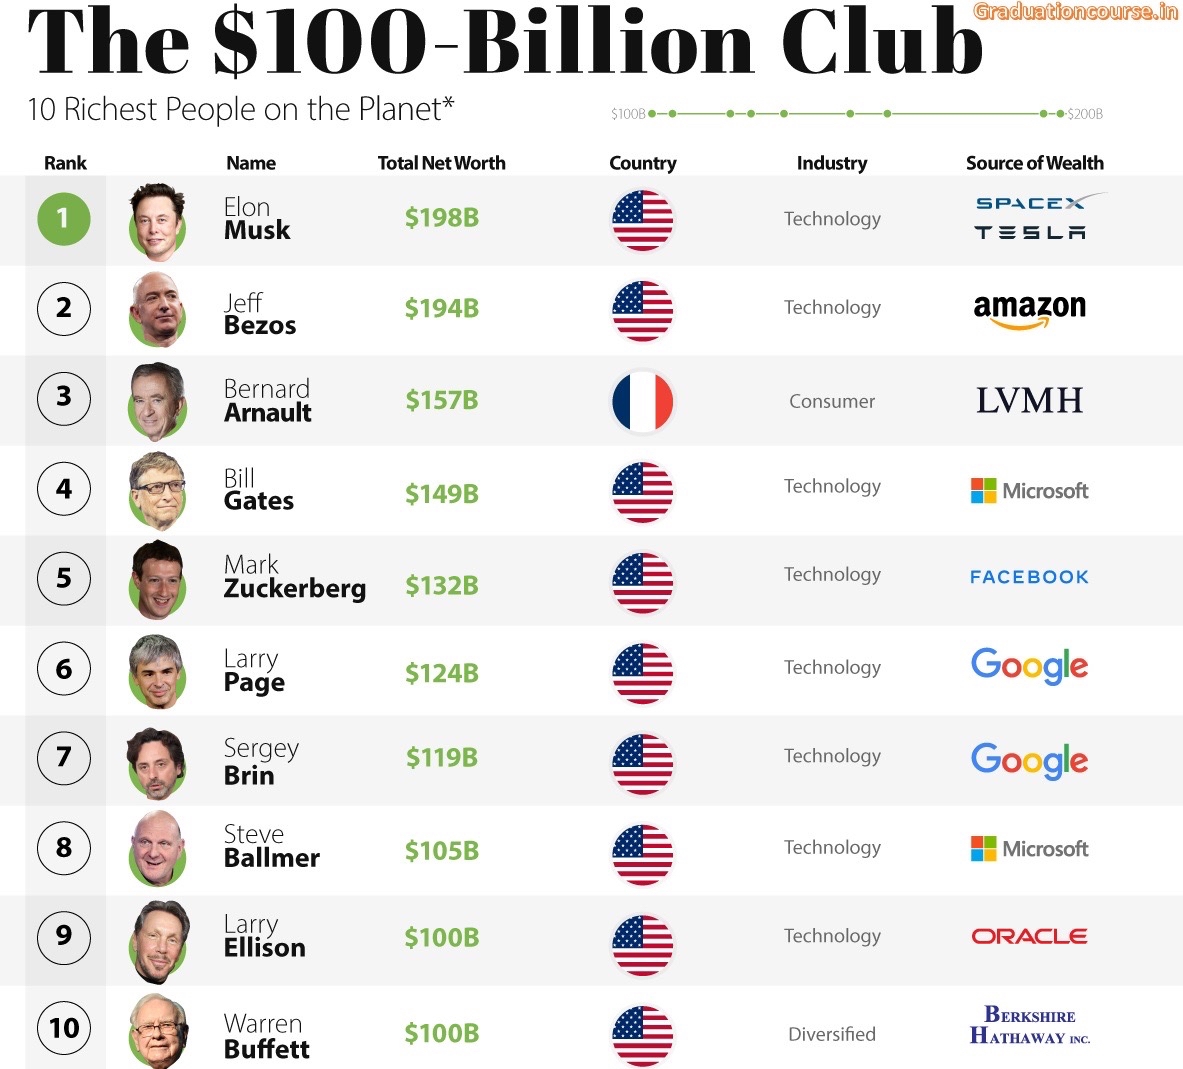 Graduationcourse.in
The $100-Billion Club
10 Richest People on the Planet*
$100B $200B
Rank Name Total Net Worth Country Industry Source of Wealth
1 Elon Musk $198B Technology SPACEX TESLA
2 Jeff Bezos $194B Technology amazon
3 Bernard Arnault $157B Consumer LVMH
4 Bill Gates $149B Technology Microsoft
5 Mark Zuckerberg $132B Technology FACEBOOK
6 Larry Page $124B Technology Google
7 Sergey Brin $119B Technology Google
8 Steve Ballmer $105B Technology Microsoft
9 Larry Ellison $100B Technology ORACLE
10 Warren Buffett $100B Diversified BERKSHIRE HATHAWAY INC.